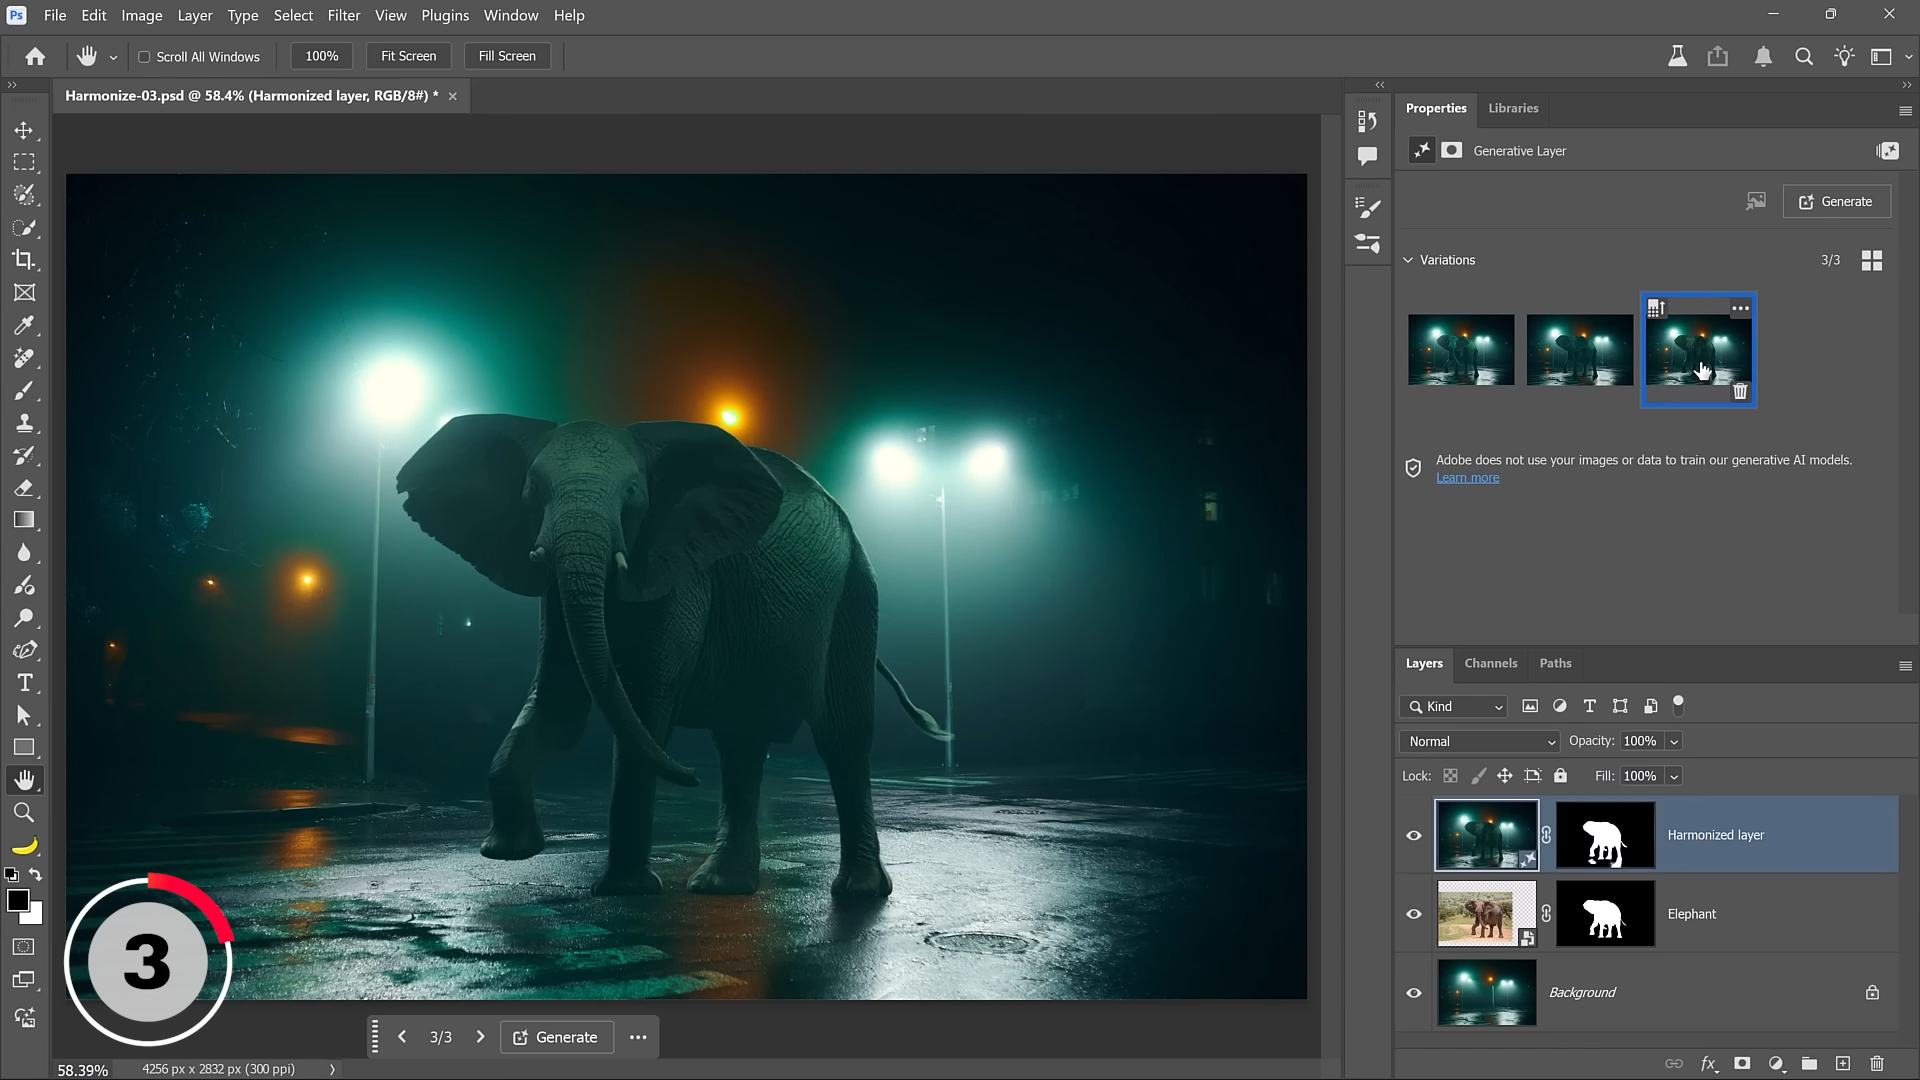 Ps File Edit Image Layer Type Select Filter View Plugins Window Help
Scroll All Windows 100% Fit Screen Fill Screen
Harmonize-03.psd @ 58.4% (Harmonized layer, RGB/8#) *
Properties Libraries
Generative Layer
Generate
Variations 3/3
Adobe does not use your images or data to train our generative AI models.
Learn more
Layers Channels Paths
Kind
Normal Opacity: 100%
Lock: Fill: 100%
Harmonized layer
Elephant
Background
3
3/3 Generate
58.39% 4256 px x 2832 px (300 ppi)
fx